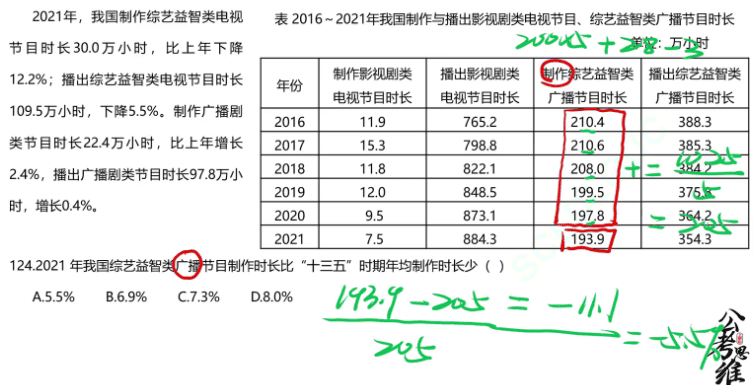 2021年，我国制作综艺益智类电视
节目时长30.0万小时，比上年下降
12.2%；播出综艺益智类电视节目时长
109.5万小时，下降5.5%。制作广播剧
类节目时长22.4万小时，比上年增长
2.4%，播出广播剧类节目时长97.8万小
时，增长0.4%。
表 2016～2021年我国制作与播出影视剧类电视节目、综艺益智类广播节目时长
单位：万小时
年份 制作影视剧类电视节目时长 播出影视剧类电视节目时长 制作综艺益智类广播节目时长 播出综艺益智类广播节目时长
2016 11.9 765.2 210.4 388.3
2017 15.3 798.8 210.6 385.3
2018 11.8 822.1 208.0 384.2
2019 12.0 848.5 199.5
2020 9.5 873.1 197.8 364.2
2021 7.5 884.3 193.9 354.3
124.2021 年我国综艺益智类广播节目制作时长比“十三五”时期年均制作时长少（ ）
A.5.5% B.6.9% C.7.3% D.8.0%
193.9-205 = -11.1
205
= -5.5%
公考思维